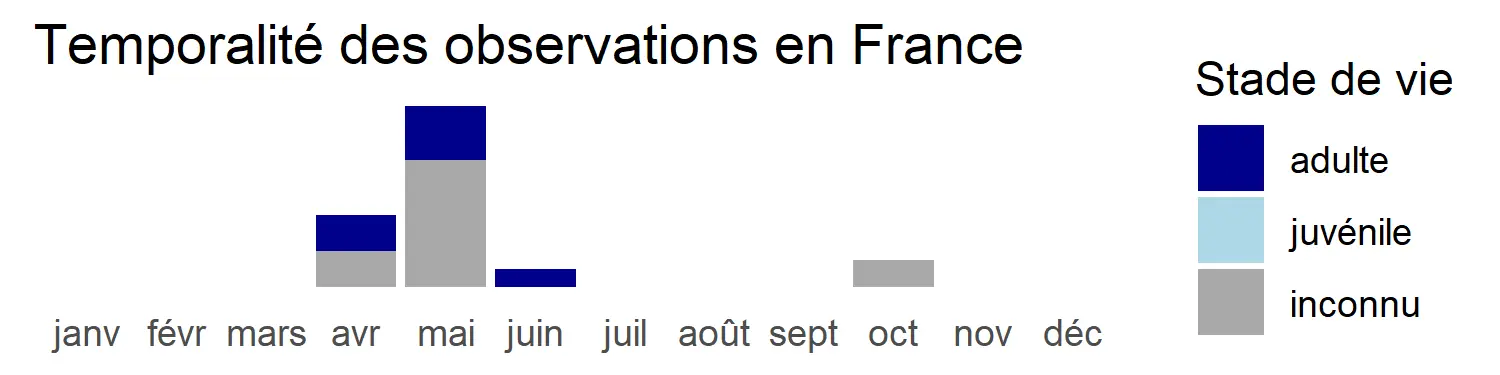 Temporalité des observations en France
Stade de vie
adulte
juvénile
inconnu
janv févr mars avr mai juin juil août sept oct nov déc